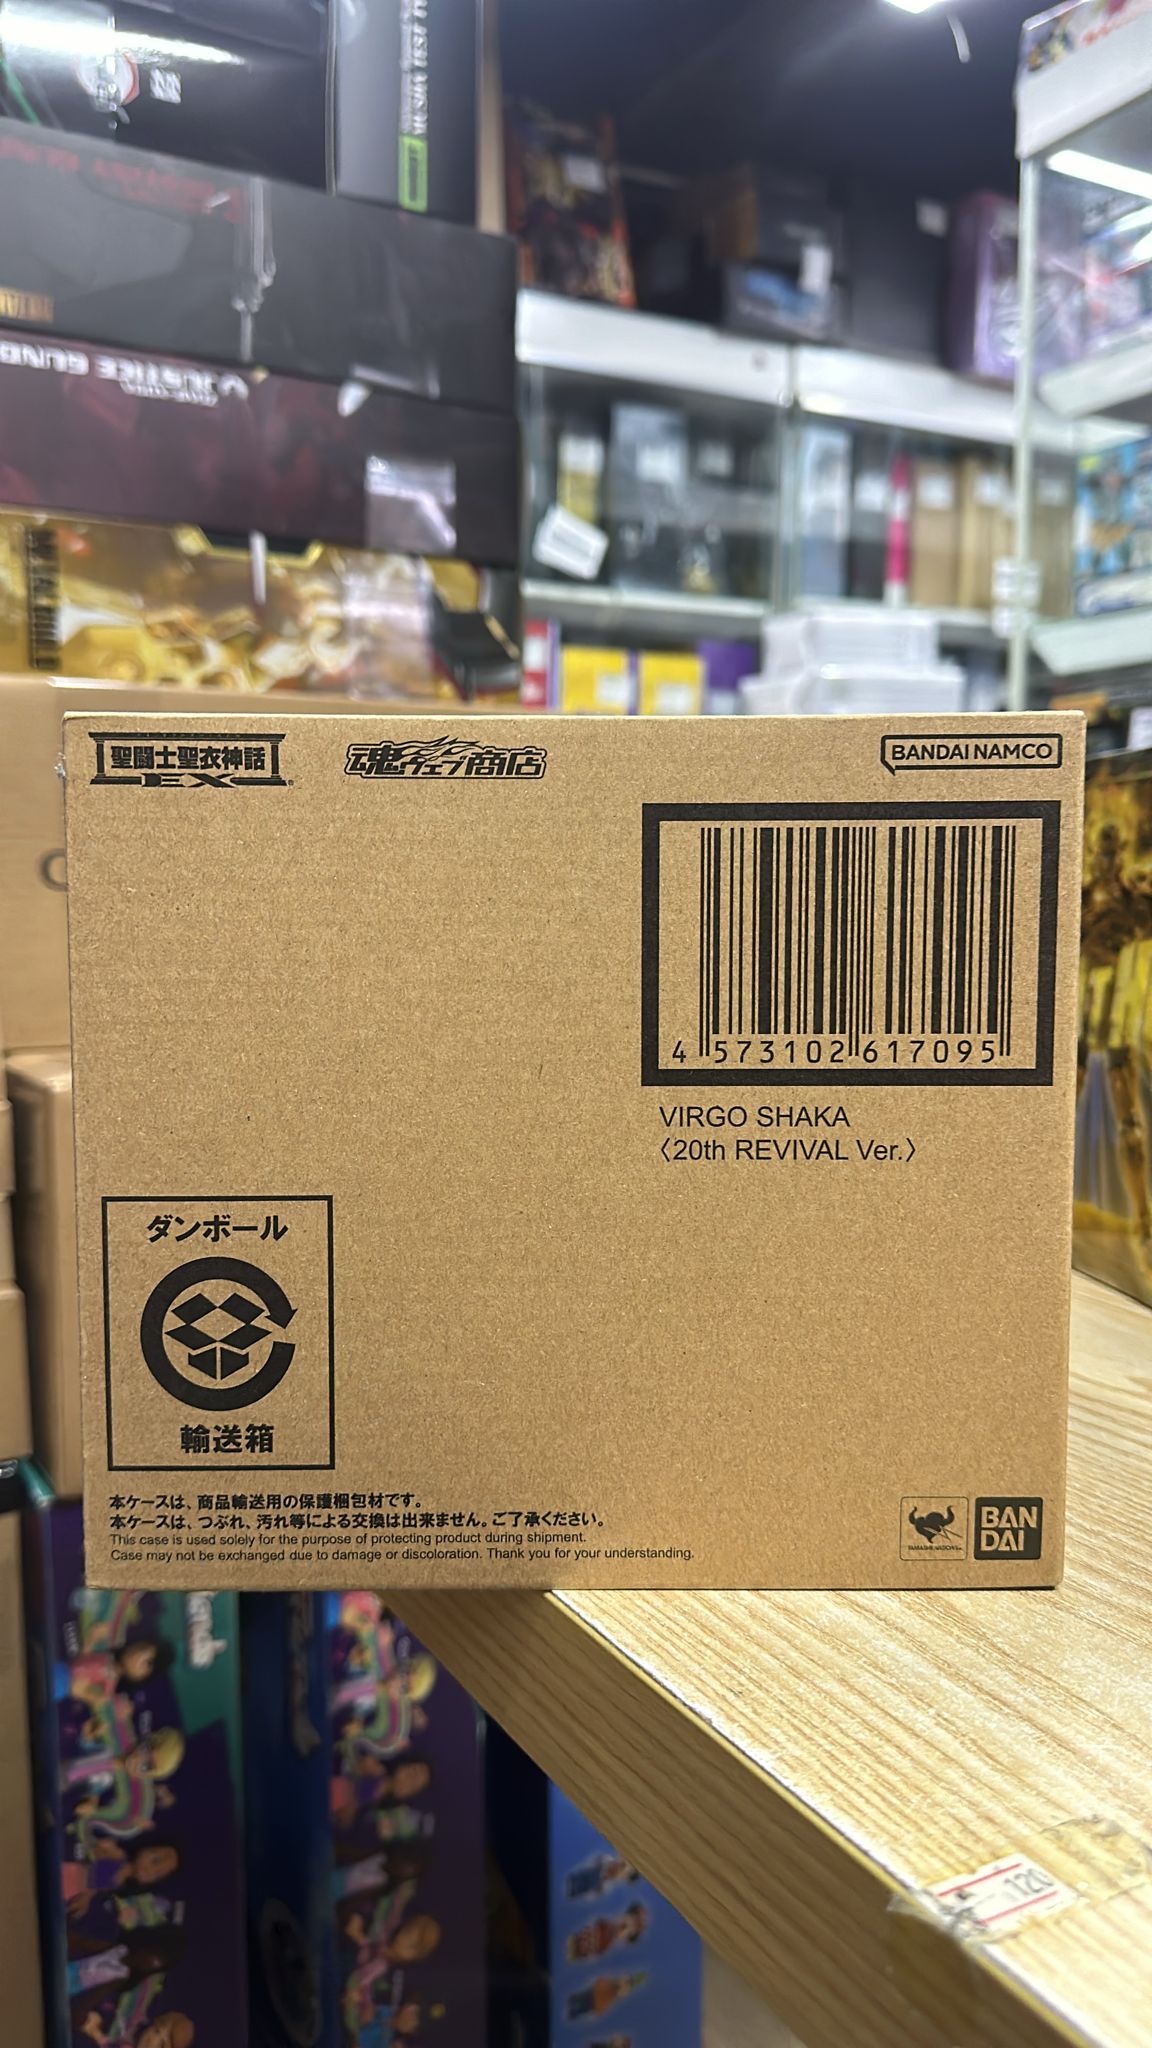 聖闘士聖衣神話
EX
魂ウェブ商店
BANDAI NAMCO
4 573102 617095
VIRGO SHAKA
〈20th REVIVAL Ver.〉
ダンボール
輸送箱
本ケースは、商品輸送用の保護梱包材です。
本ケースは、つぶれ、汚れ等による交換は出来ません。ご了承ください。
This case is used solely for the purpose of protecting product during shipment.
Case may not be exchanged due to damage or discoloration. Thank you for your understanding.
TAMASHII NATIONS
BAN
DAI
120